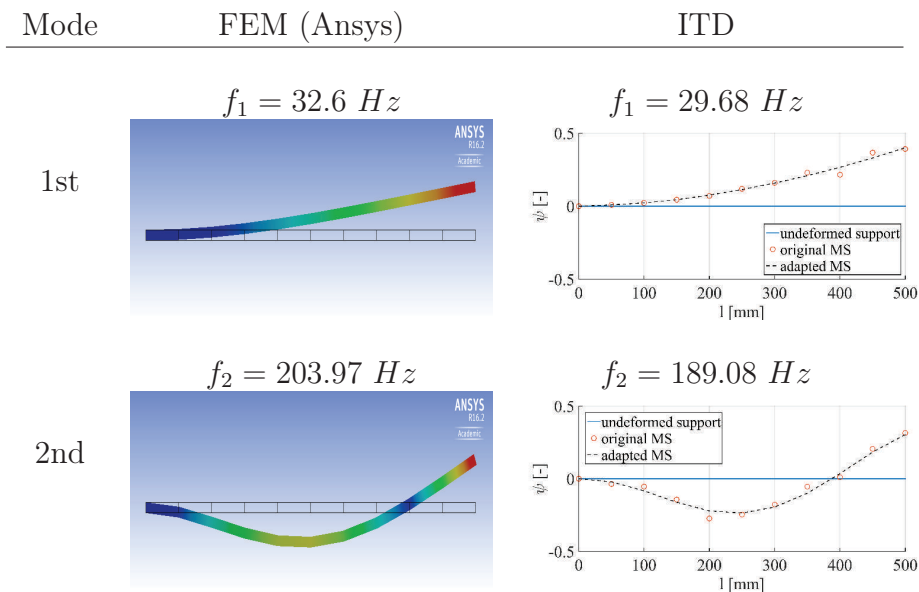 Mode FEM (Ansys) ITD
1st
f₁ = 32.6 Hz
ANSYS
R16.2
Academic
f₁ = 29.68 Hz
0.5
0
-0.5
ψ [-]
undeformed support
original MS
adapted MS
0 100 200 300 400 500
l [mm]
2nd
f₂ = 203.97 Hz
ANSYS
R16.2
Academic
f₂ = 189.08 Hz
0.5
0
-0.5
ψ [-]
undeformed support
original MS
adapted MS
0 100 200 300 400 500
l [mm]